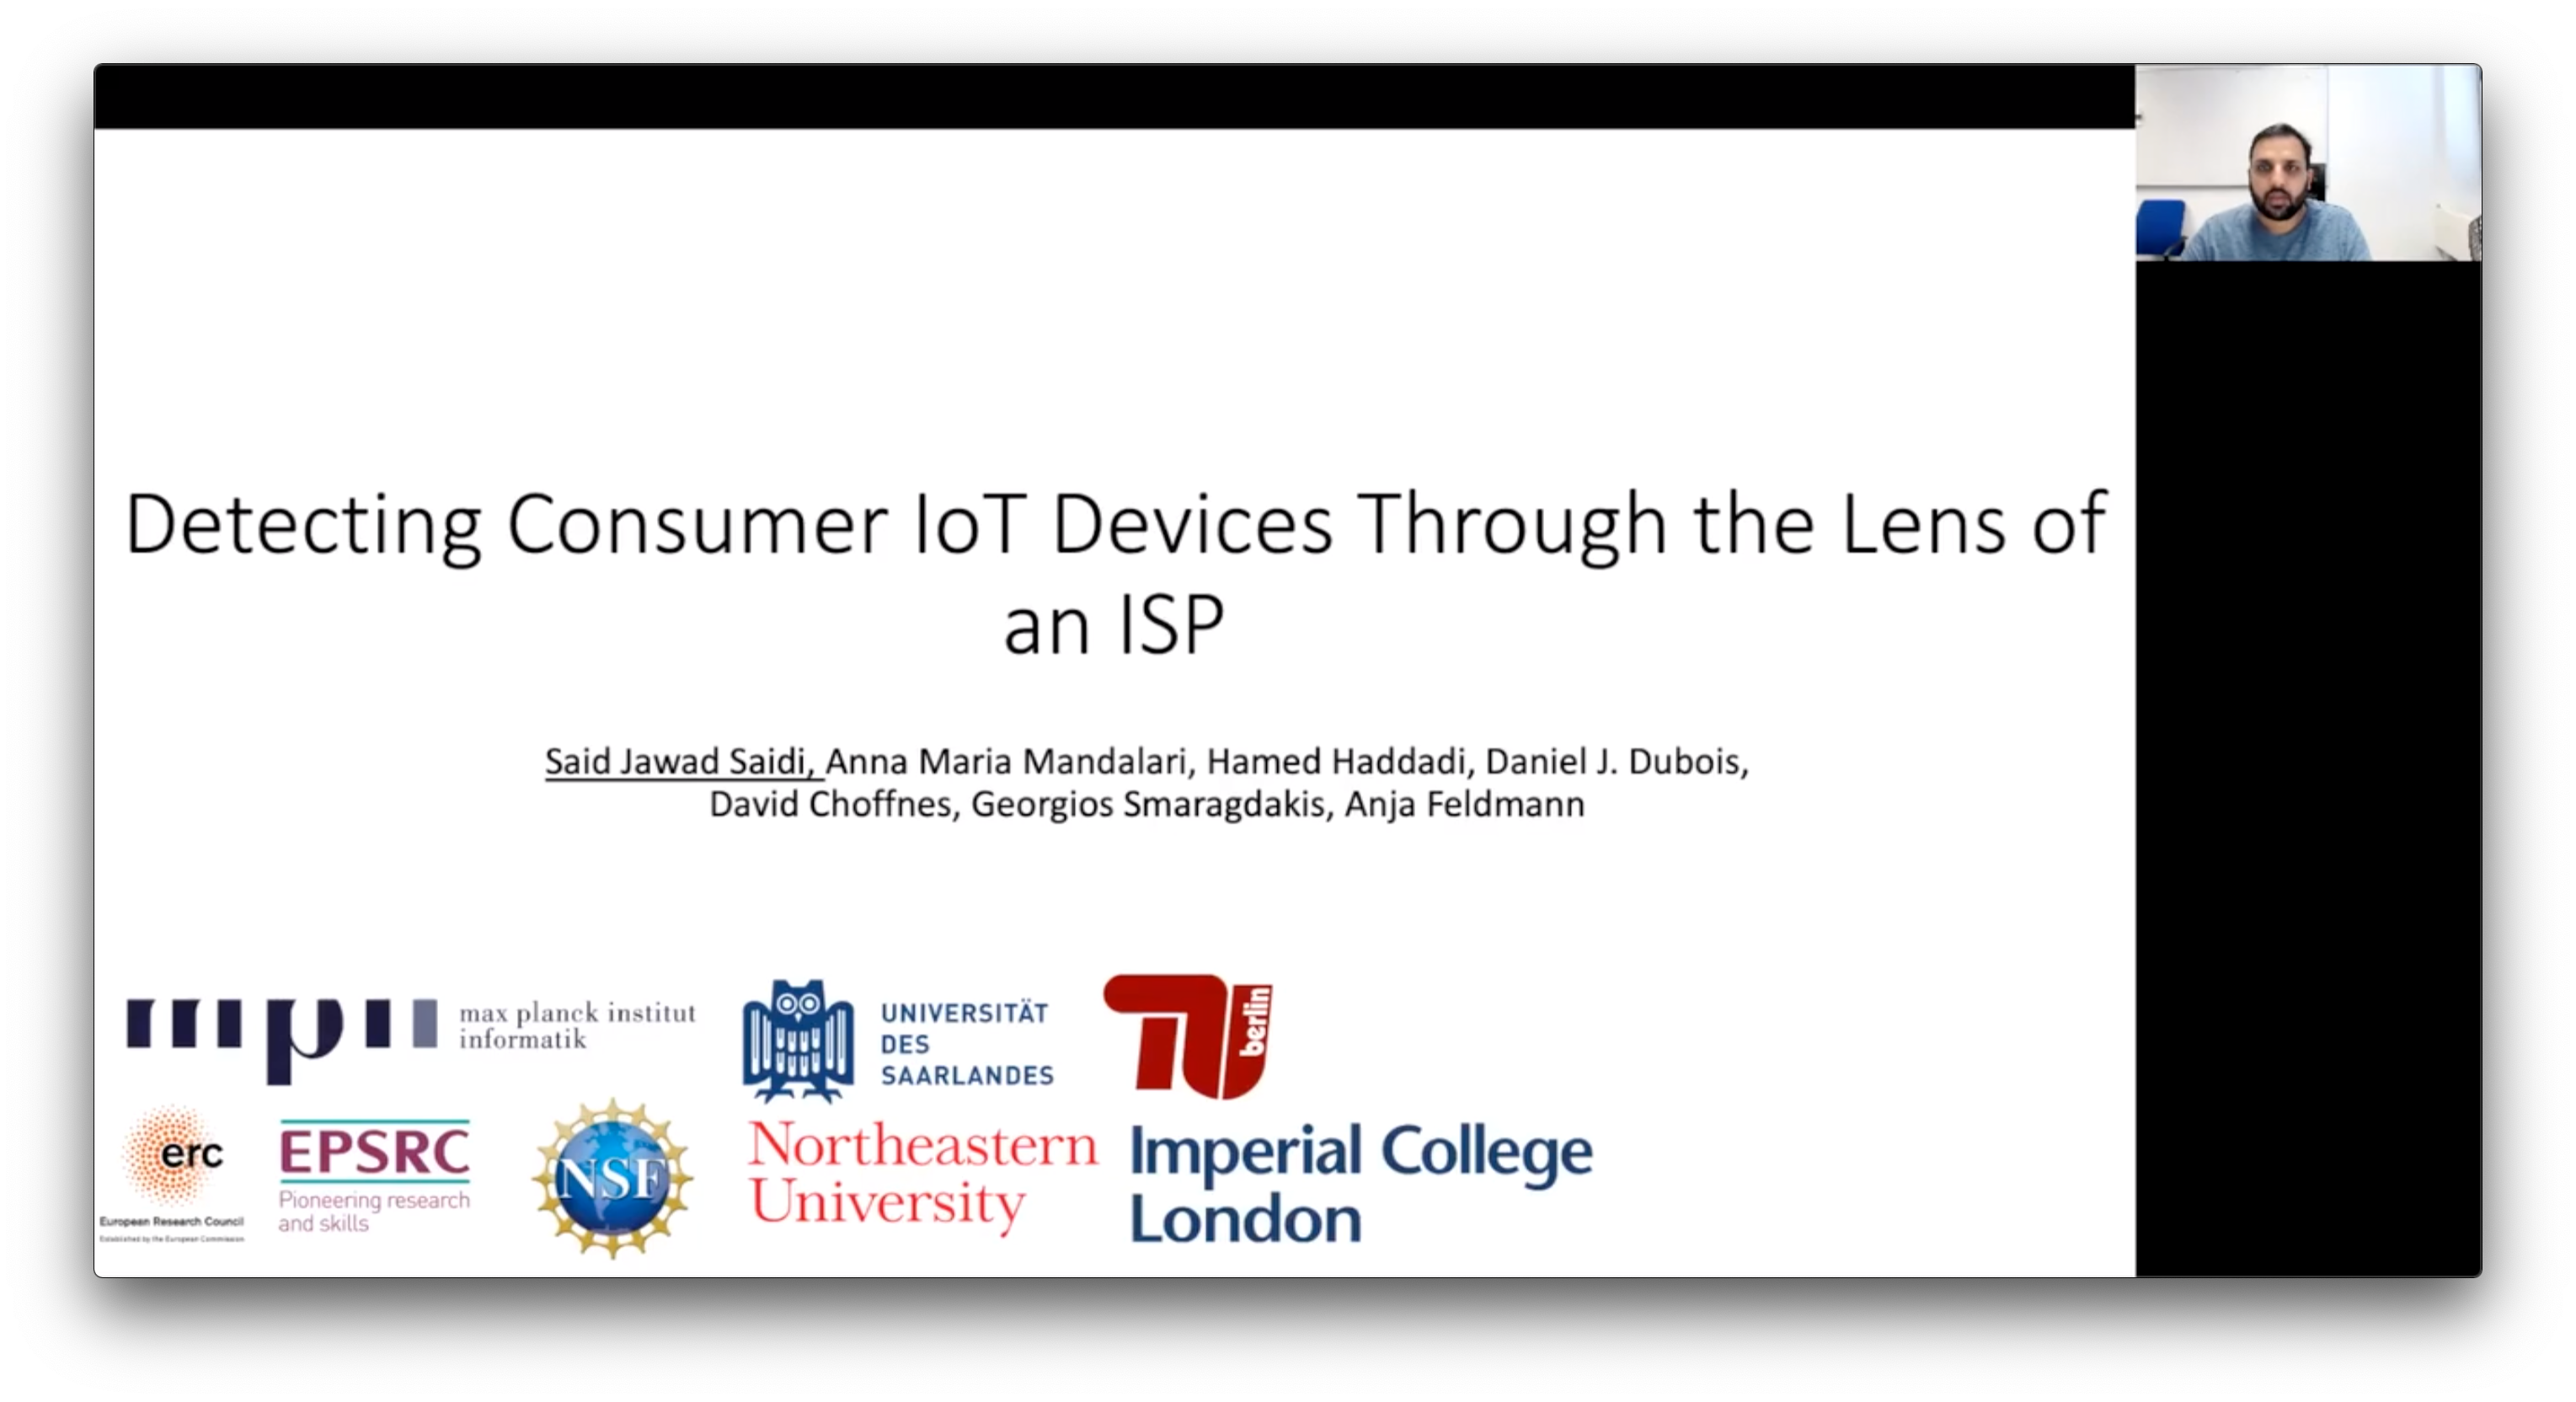 Detecting Consumer IoT Devices Through the Lens of
an ISP
Said Jawad Saidi, Anna Maria Mandalari, Hamed Haddadi, Daniel J. Dubois,
David Choffnes, Georgios Smaragdakis, Anja Feldmann
mpii
max planck institut
informatik
UNIVERSITÄT
DES
SAARLANDES
TU
berlin
erc
European Research Council
Established by the European Commission
EPSRC
Pioneering research
and skills
NSF
Northeastern
University
Imperial College
London